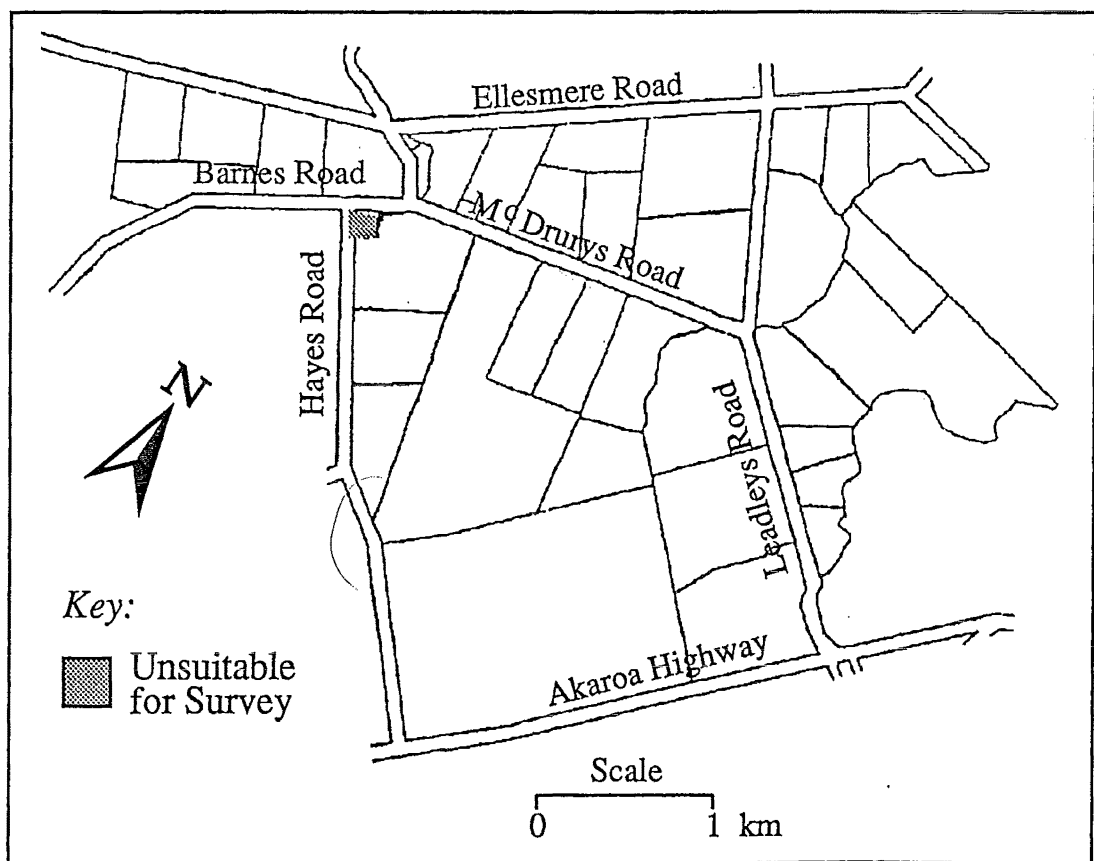 Ellesmere Road
Barnes Road
McDrurys Road
Hayes Road
N
Leadleys Road
Key:
Unsuitable
for Survey
Akaroa Highway
Scale
0 1 km